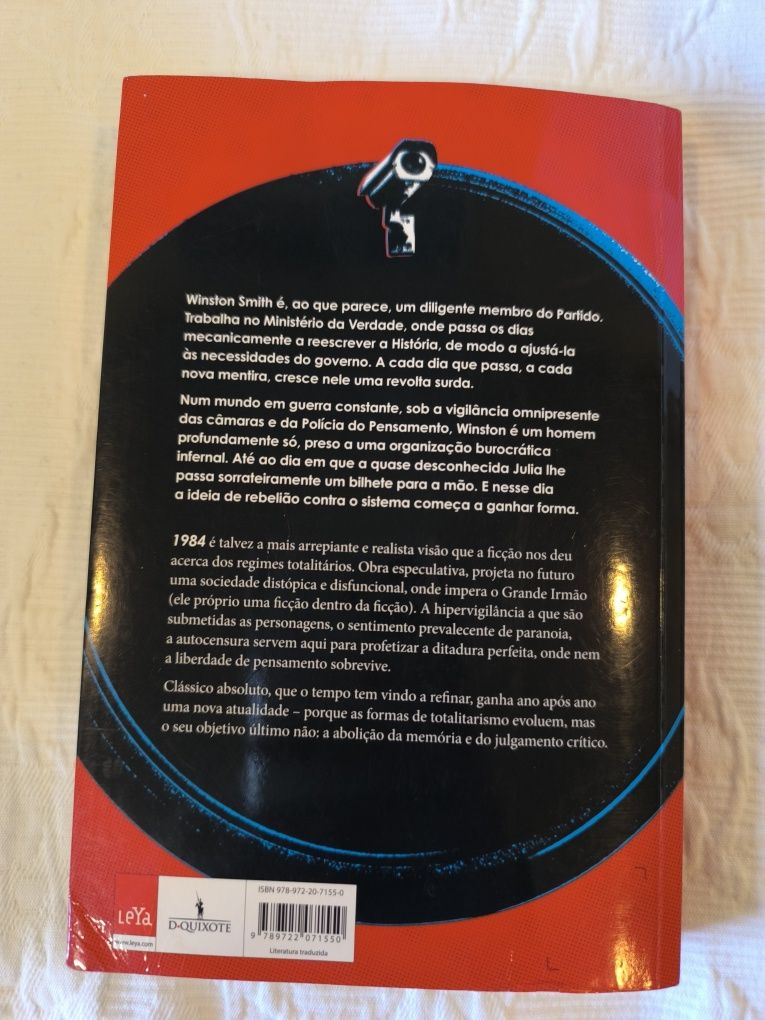 Winston Smith é, ao que parece, um diligente membro do Partido.
Trabalha no Ministério da Verdade, onde passa os dias
mecanicamente a reescrever a História, de modo a ajustá-la
às necessidades do governo. A cada dia que passa, a cada
nova mentira, cresce nele uma revolta surda.
Num mundo em guerra constante, sob a vigilância omnipresente
das câmaras e da Polícia do Pensamento, Winston é um homem
profundamente só, preso a uma organização burocrática
infernal. Até ao dia em que a quase desconhecida Julia lhe
passa sorrateiramente um bilhete para a mão. E nesse dia
a ideia de rebelião contra o sistema começa a ganhar forma.
1984 é talvez a mais arrepiante e realista visão que a ficção nos deu
acerca dos regimes totalitários. Obra especulativa, projeta no futuro
uma sociedade distópica e disfuncional, onde impera o Grande Irmão
(ele próprio uma ficção dentro da ficção). A hipervigilância a que são
submetidas as personagens, o sentimento prevalecente de paranoia,
a autocensura servem aqui para profetizar a ditadura perfeita, onde nem
a liberdade de pensamento sobrevive.
Clássico absoluto, que o tempo tem vindo a refinar, ganha ano após ano
uma nova atualidade – porque as formas de totalitarismo evoluem, mas
o seu objetivo último não: a abolição da memória e do julgamento crítico.
LeYa
www.leya.com
D•QUIXOTE
ISBN 978-972-20-7155-0
9 789722 071550
Literatura traduzida